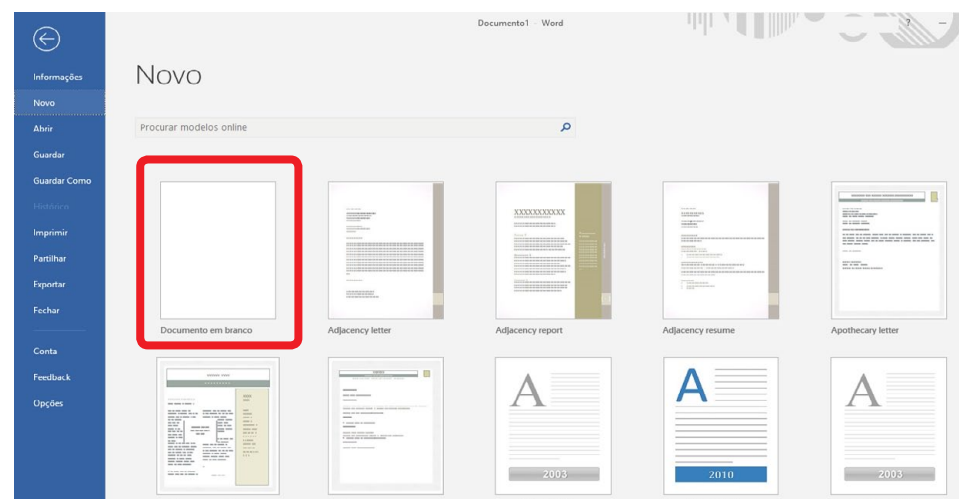 Documento1 - Word
?
Informações
Novo
Abrir
Guardar
Guardar Como
Histórico
Imprimir
Partilhar
Exportar
Fechar
Conta
Feedback
Opções
Novo
Procurar modelos online
XXXXXXXXXXX
Documento em branco
Adjacency letter
Adjacency report
Adjacency resume
Apothecary letter
A
2003
A
2010
A
2003